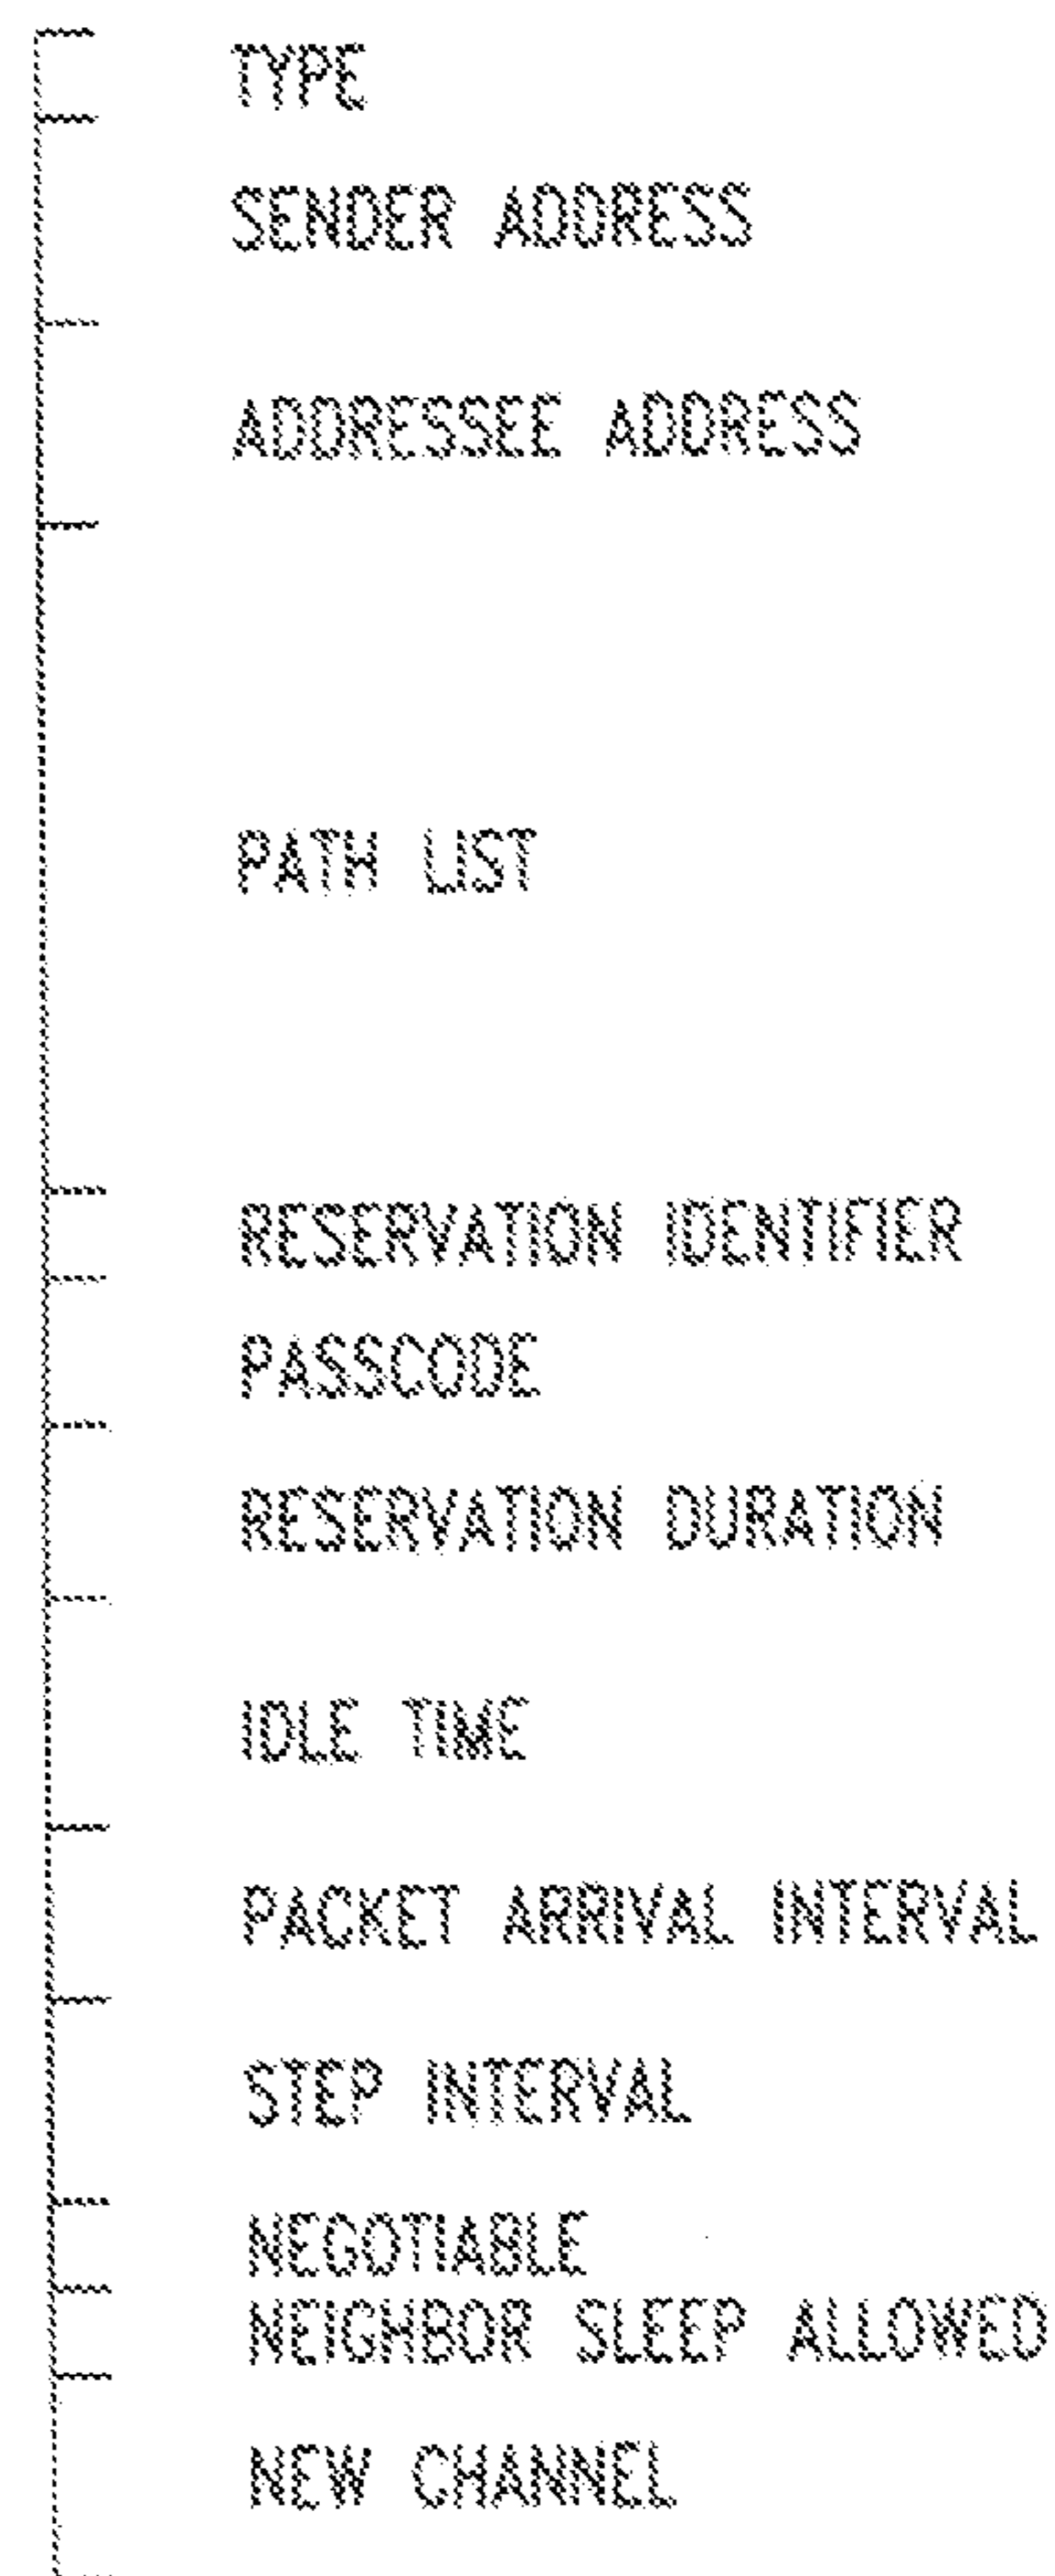 TYPE
SENDER ADDRESS
ADDRESSEE ADDRESS
PATH LIST
RESERVATION IDENTIFIER
PASSCODE
RESERVATION DURATION
IDLE TIME
PACKET ARRIVAL INTERVAL
STEP INTERVAL
NEGOTIABLE
NEIGHBOR SLEEP ALLOWED
NEW CHANNEL